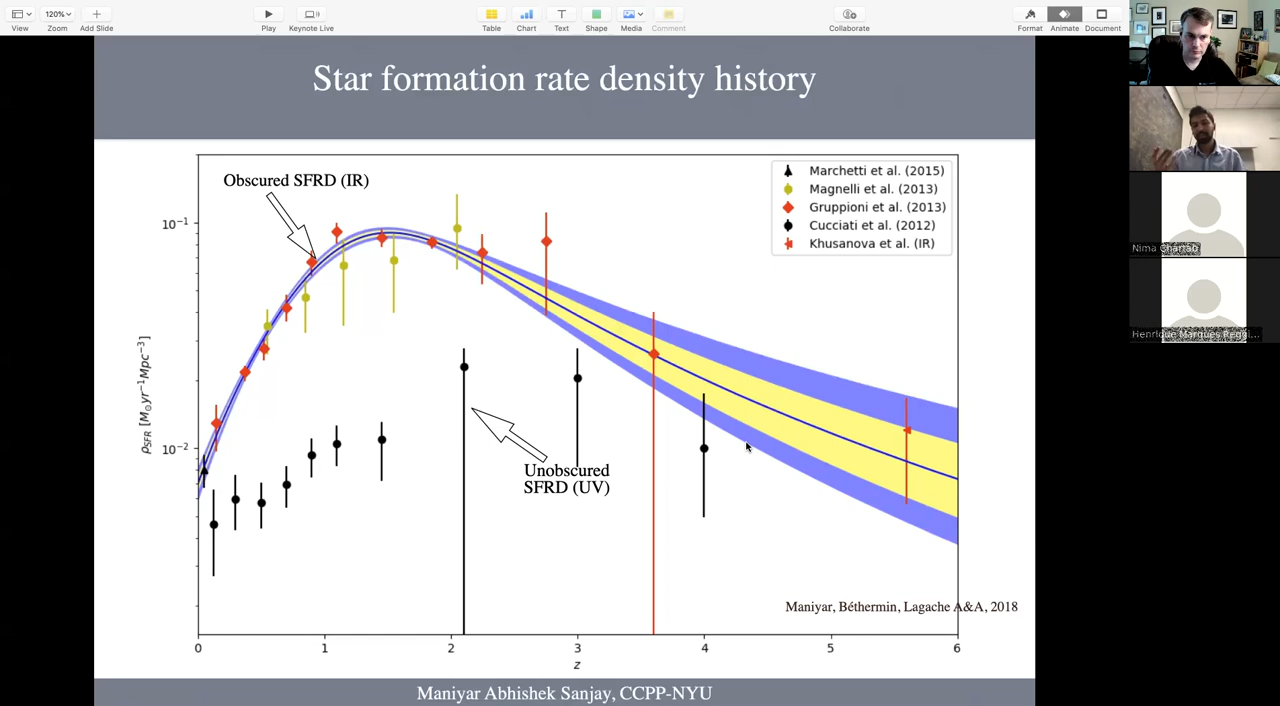 View
120%
Zoom
Add Slide
Play
Keynote Live
Table
Chart
Text
Shape
Media
Comment
Collaborate
Format
Animate
Document
Star formation rate density history
Obscured SFRD (IR)
Marchetti et al. (2015)
Magnelli et al. (2013)
Gruppioni et al. (2013)
Cucciati et al. (2012)
Khusanova et al. (IR)
10⁻¹
10⁻²
ρSFR [M⊙yr⁻¹Mpc⁻³]
Unobscured
SFRD (UV)
Maniyar, Béthermin, Lagache A&A, 2018
0 1 2 3 4 5 6
z
Maniyar Abhishek Sanjay, CCPP-NYU
Nima Chartab
Henrique Marques Reggi...